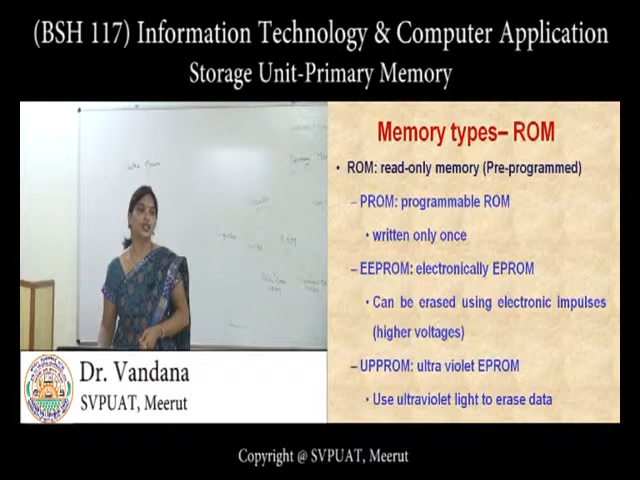 (BSH 117) Information Technology & Computer Application
Storage Unit-Primary Memory
Memory types– ROM
• ROM: read-only memory (Pre-programmed)
– PROM: programmable ROM
• written only once
– EEPROM: electronically EPROM
• Can be erased using electronic impulses
(higher voltages)
– UPPROM: ultra violet EPROM
• Use ultraviolet light to erase data
Dr. Vandana
SVPUAT, Meerut
Copyright @ SVPUAT, Meerut